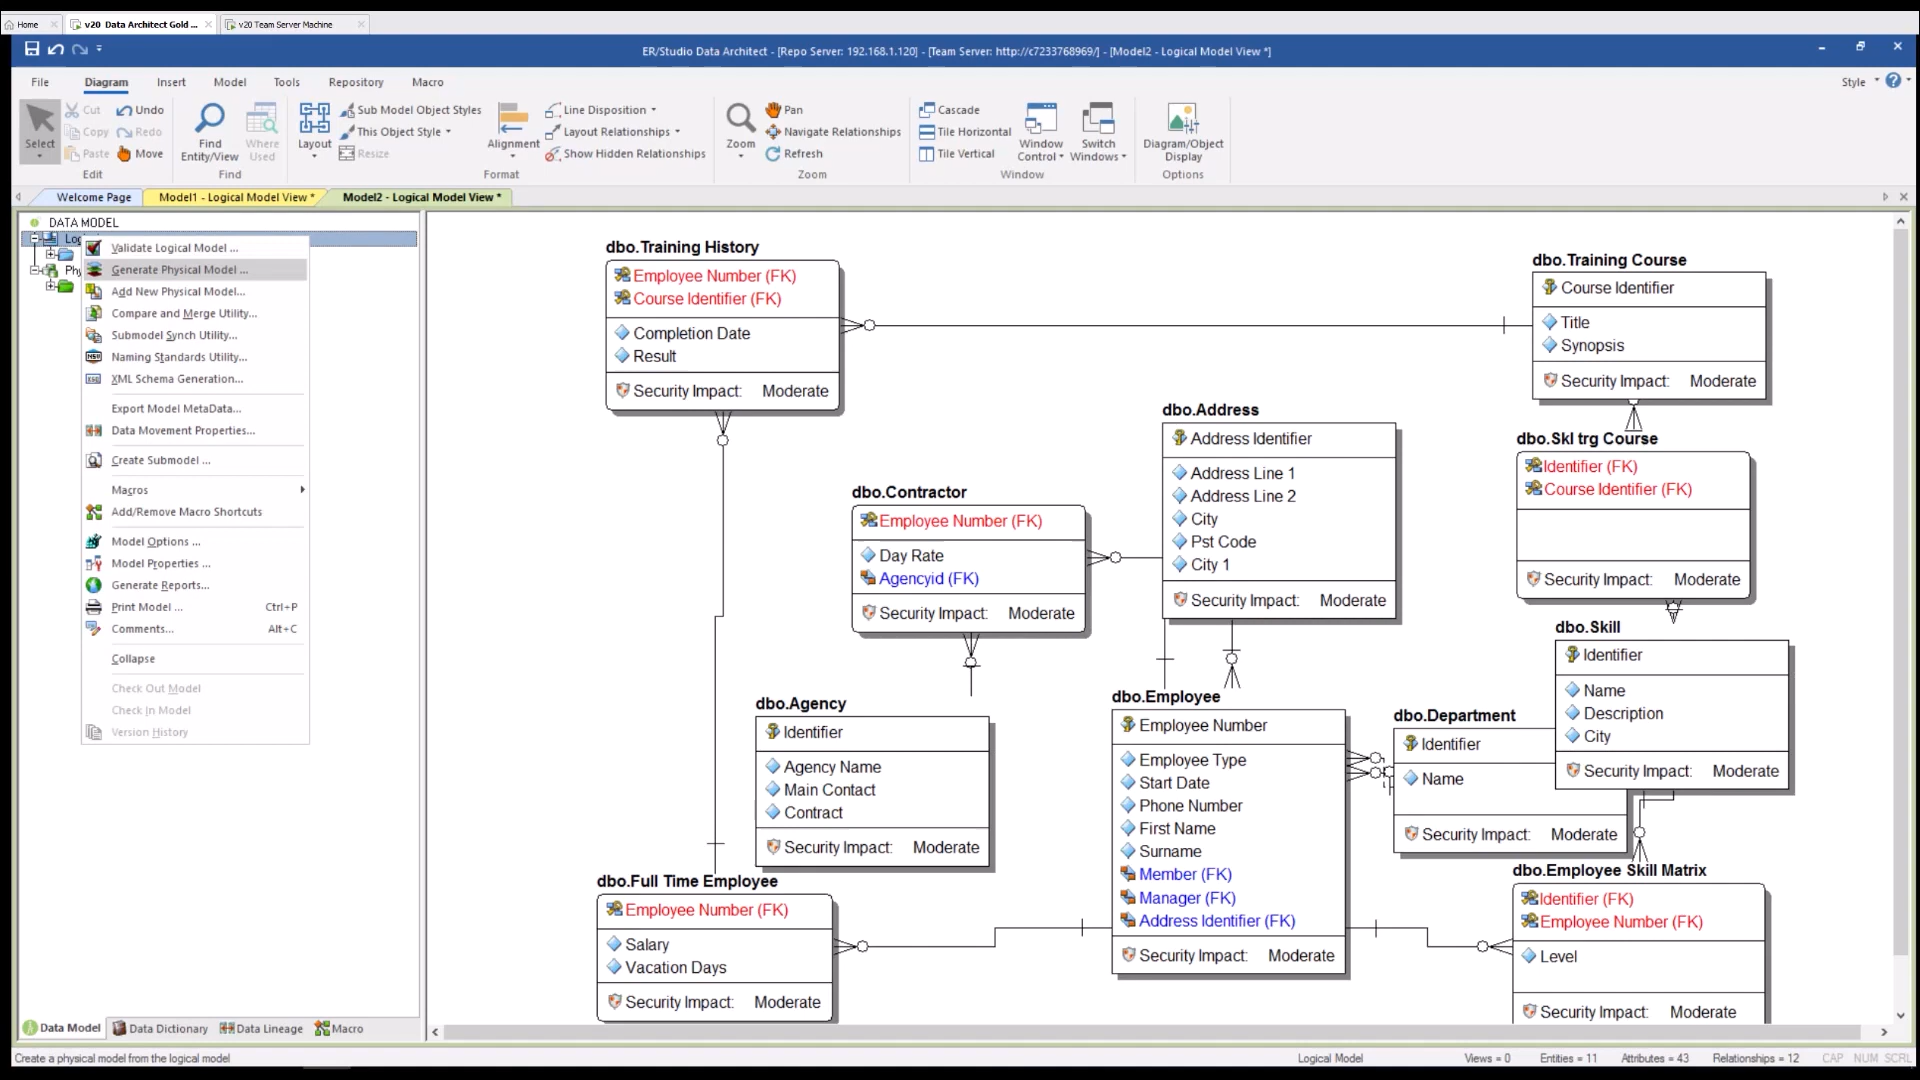 Home
v20 Data Architect Gold ...
v20 Team Server Machine
ER/Studio Data Architect - [Repo Server: 192.168.1.120] - [Team Server: http://c7233768969/] - [Model2 - Logical Model View *]
File
Diagram
Insert
Model
Tools
Repository
Macro
Style
Select
Cut
Copy
Paste
Undo
Redo
Move
Edit
Find Entity/View
Where Used
Find
Layout
Sub Model Object Styles
This Object Style
Resize
Alignment
Line Disposition
Layout Relationships
Show Hidden Relationships
Format
Zoom
Pan
Navigate Relationships
Refresh
Zoom
Cascade
Tile Horizontal
Tile Vertical
Window Control
Switch Windows
Window
Diagram/Object Display
Options
Welcome Page
Model1 - Logical Model View *
Model2 - Logical Model View *
DATA MODEL
Validate Logical Model ...
Generate Physical Model ...
Add New Physical Model...
Compare and Merge Utility...
Submodel Synch Utility...
Naming Standards Utility...
XML Schema Generation...
Export Model MetaData...
Data Movement Properties...
Create Submodel ...
Macros
Add/Remove Macro Shortcuts
Model Options ...
Model Properties ...
Generate Reports...
Print Model ... Ctrl+P
Comments... Alt+C
Collapse
Check Out Model
Check In Model
Version History
dbo.Training History
Employee Number (FK)
Course Identifier (FK)
Completion Date
Result
Security Impact: Moderate
dbo.Training Course
Course Identifier
Title
Synopsis
Security Impact: Moderate
dbo.Address
Address Identifier
Address Line 1
Address Line 2
City
Pst Code
City 1
Security Impact: Moderate
dbo.Skl trg Course
Identifier (FK)
Course Identifier (FK)
Security Impact: Moderate
dbo.Contractor
Employee Number (FK)
Day Rate
Agencyid (FK)
Security Impact: Moderate
dbo.Skill
Identifier
Name
Description
City
Security Impact: Moderate
dbo.Agency
Identifier
Agency Name
Main Contact
Contract
Security Impact: Moderate
dbo.Employee
Employee Number
Employee Type
Start Date
Phone Number
First Name
Surname
Member (FK)
Manager (FK)
Address Identifier (FK)
Security Impact: Moderate
dbo.Department
Identifier
Name
Security Impact: Moderate
dbo.Full Time Employee
Employee Number (FK)
Salary
Vacation Days
Security Impact: Moderate
dbo.Employee Skill Matrix
Identifier (FK)
Employee Number (FK)
Level
Security Impact: Moderate
Data Model
Data Dictionary
Data Lineage
Macro
Create a physical model from the logical model
Logical Model
Views = 0
Entities = 11
Attributes = 43
Relationships = 12
CAP NUM SCRL